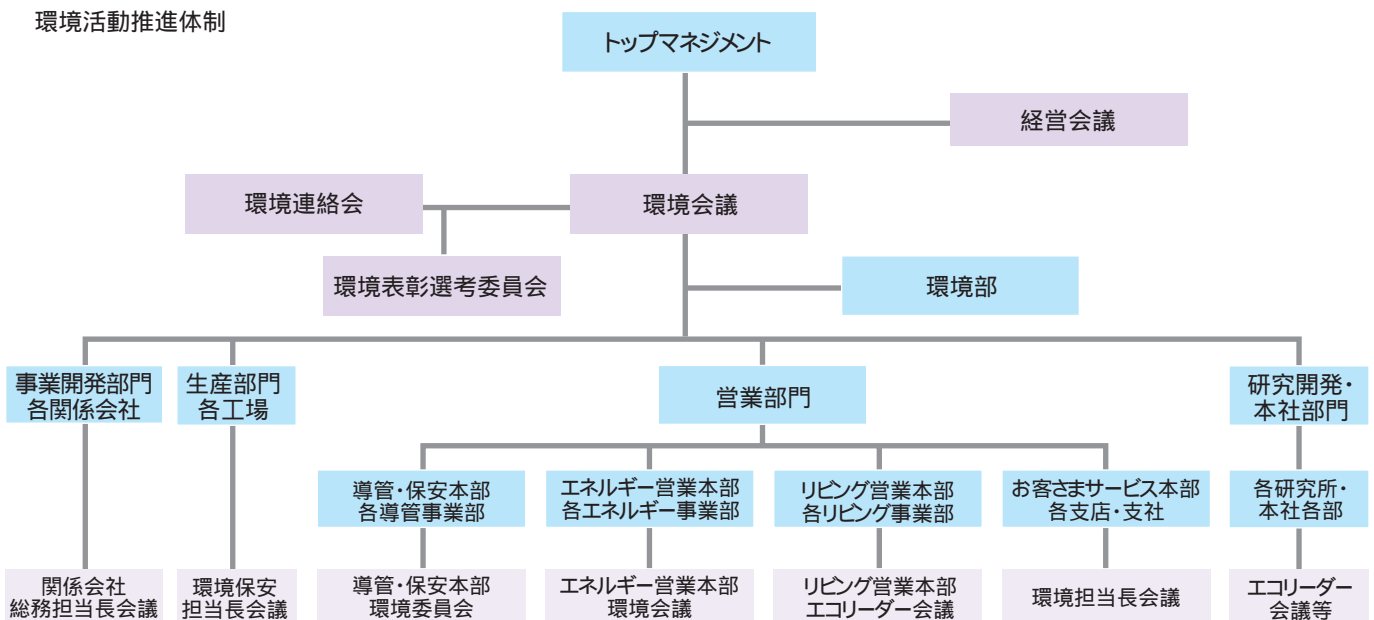 環境活動推進体制
トップマネジメント
経営会議
環境連絡会
環境会議
環境表彰選考委員会
環境部
事業開発部門
各関係会社
生産部門
各工場
営業部門
研究開発・
本社部門
導管・保安本部
各導管事業部
エネルギー営業本部
各エネルギー事業部
リビング営業本部
各リビング事業部
お客さまサービス本部
各支店・支社
各研究所・
本社各部
関係会社
総務担当長会議
環境保安
担当長会議
導管・保安本部
環境委員会
エネルギー営業本部
環境会議
リビング営業本部
エコリーダー会議
環境担当長会議
エコリーダー
会議等